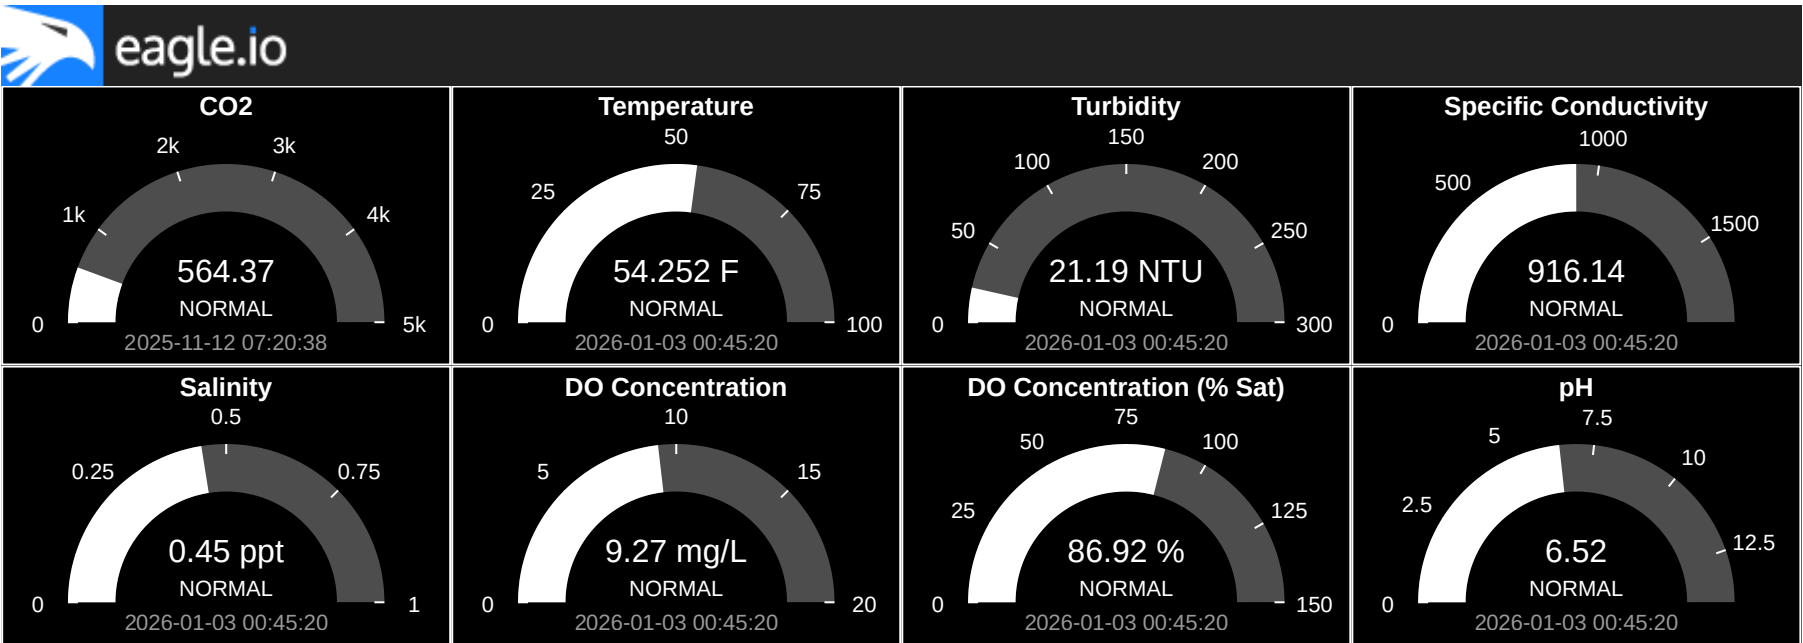 eagle.io
CO2
2k
3k
1k
4k
564.37
NORMAL
0
5k
2025-11-12 07:20:38
Temperature
50
25
75
54.252 F
NORMAL
0
100
2026-01-03 00:45:20
Turbidity
150
100
200
50
250
21.19 NTU
NORMAL
0
300
2026-01-03 00:45:20
Specific Conductivity
1000
500
1500
916.14
NORMAL
0
2026-01-03 00:45:20
Salinity
0.5
0.25
0.75
0.45 ppt
NORMAL
0
1
2026-01-03 00:45:20
DO Concentration
10
5
15
9.27 mg/L
NORMAL
0
20
2026-01-03 00:45:20
DO Concentration (% Sat)
75
50
100
25
125
86.92 %
NORMAL
0
150
2026-01-03 00:45:20
pH
7.5
5
10
2.5
12.5
6.52
NORMAL
0
2026-01-03 00:45:20